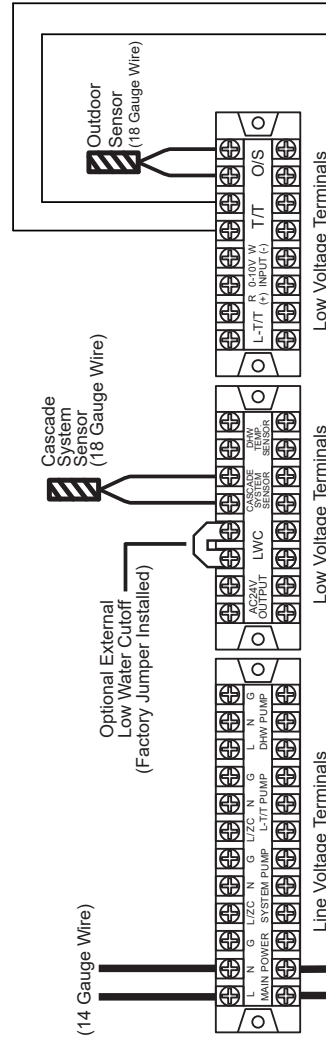 Outdoor
Sensor
(18 Gauge Wire)
Cascade
System
Sensor
(18 Gauge Wire)
Optional External
Low Water Cutoff
(Factory Jumper Installed)
(14 Gauge Wire)
L N G L/ZC N G L/ZC N G L N G
MAIN POWER SYSTEM PUMP L-T/T PUMP DHW PUMP
Line Voltage Terminals
AC24V
OUTPUT
LWC
CASCADE
SYSTEM
SENSOR
DHW
TEMP
SENSOR
Low Voltage Terminals
L-T/T
R 0-10V W
(+) INPUT (-)
T/T
O/S
Low Voltage Terminals